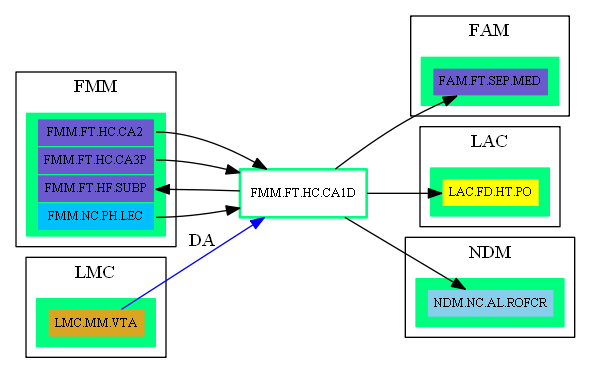 FMM
FMM.FT.HC.CA2
FMM.FT.HC.CA3P
FMM.FT.HF.SUBP
FMM.NC.PH.LEC
LMC
LMC.MM.VTA
DA
FMM.FT.HC.CA1D
FAM
FAM.FT.SEP.MED
LAC
LAC.FD.HT.PO
NDM
NDM.NC.AL.ROFCR